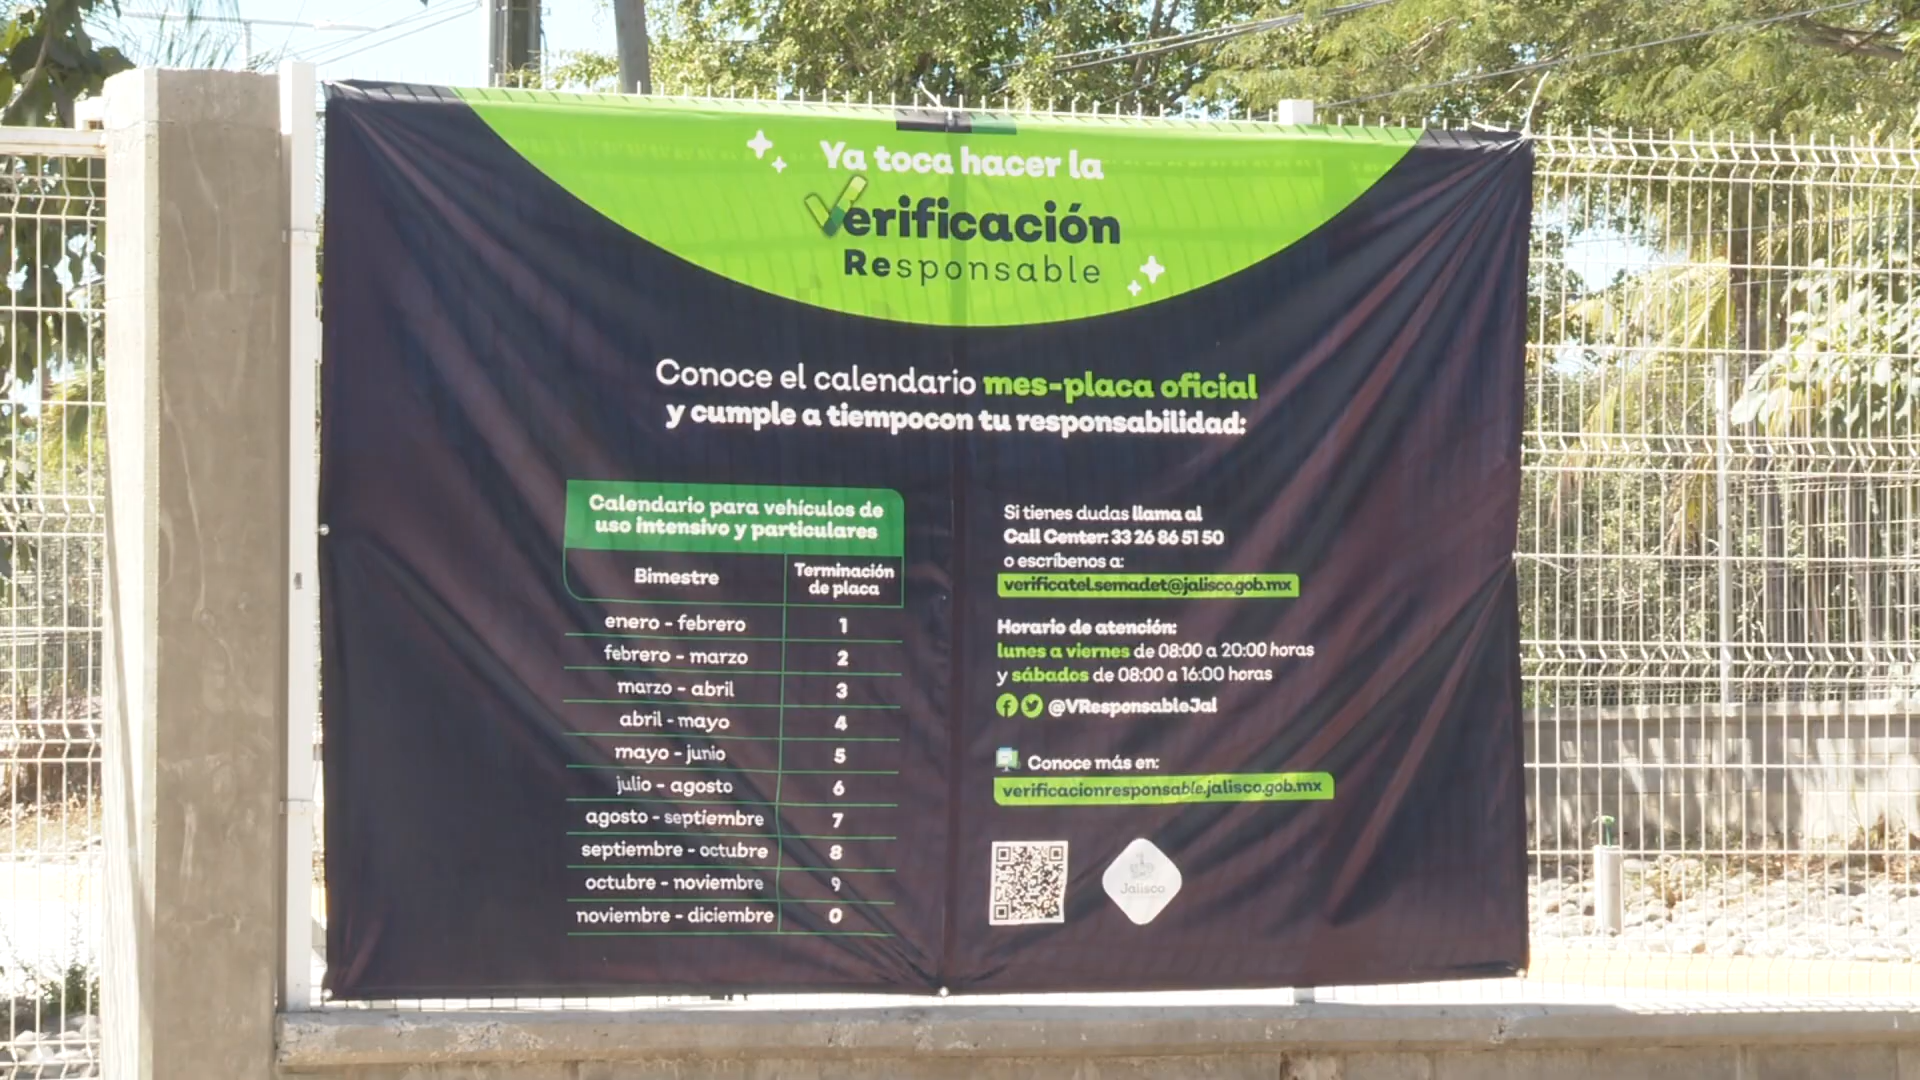 Ya toca hacer la
Verificación
Responsable
Conoce el calendario mes-placa oficial
y cumple a tiempocon tu responsabilidad:
Calendario para vehículos de
uso intensivo y particulares
Bimestre Terminación de placa
enero - febrero 1
febrero - marzo 2
marzo - abril 3
abril - mayo 4
mayo - junio 5
julio - agosto 6
agosto - septiembre 7
septiembre - octubre 8
octubre - noviembre 9
noviembre - diciembre 0
Si tienes dudas llama al
Call Center: 33 26 86 51 50
o escríbenos a:
verificatel.semadet@jalisco.gob.mx
Horario de atención:
lunes a viernes de 08:00 a 20:00 horas
y sábados de 08:00 a 16:00 horas
@VResponsableJal
Conoce más en:
verificacionresponsable.jalisco.gob.mx
Jalisco